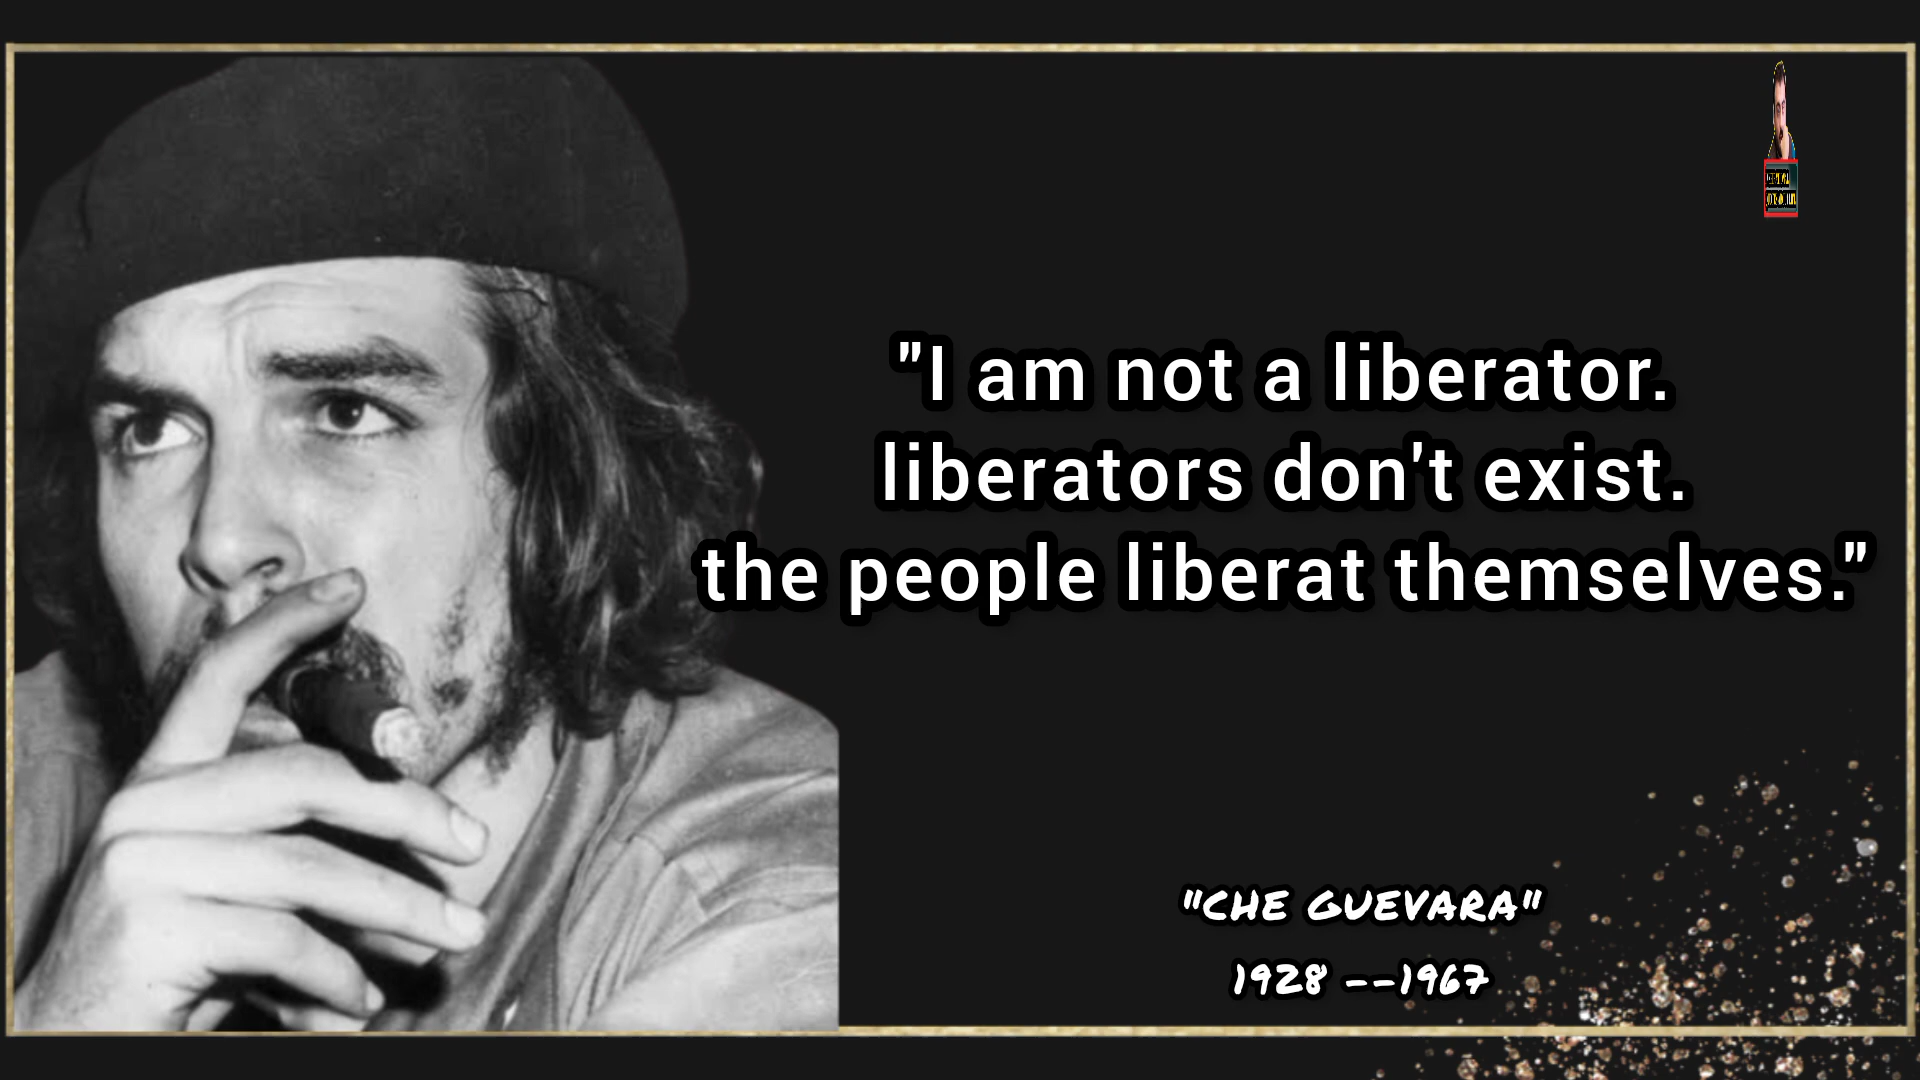 "I am not a liberator.
liberators don't exist.
the people liberat themselves."
"CHE GUEVARA"
1928 --1967